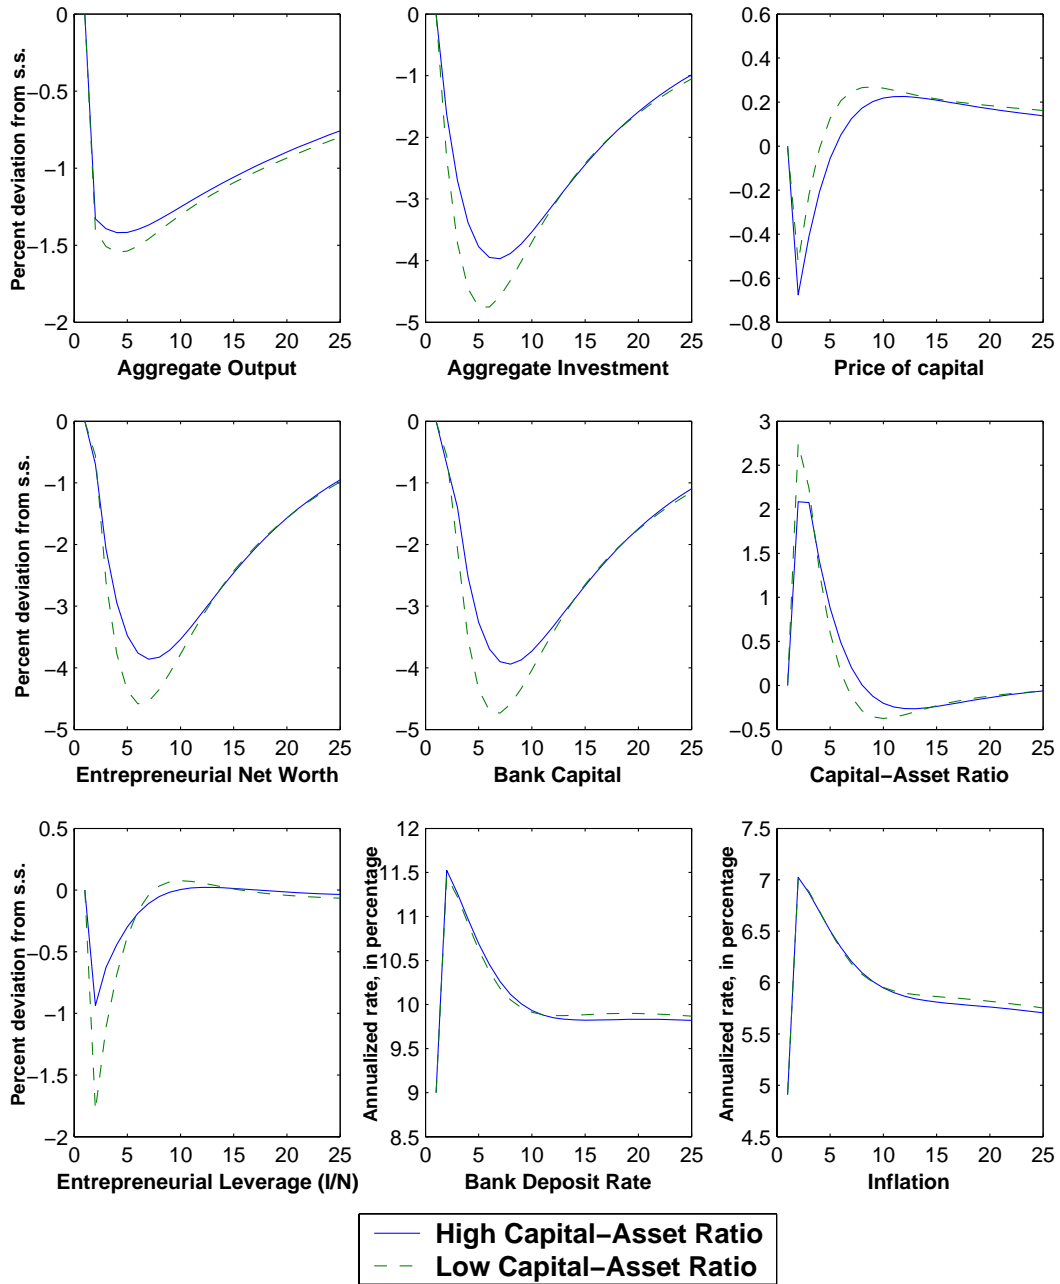 Percent deviation from s.s.
0
−0.5
−1
−1.5
−2
0 5 10 15 20 25
Aggregate Output
0
−1
−2
−3
−4
−5
0 5 10 15 20 25
Aggregate Investment
0.6
0.4
0.2
0
−0.2
−0.4
−0.6
−0.8
0 5 10 15 20 25
Price of capital
Percent deviation from s.s.
0
−1
−2
−3
−4
−5
0 5 10 15 20 25
Entrepreneurial Net Worth
0
−1
−2
−3
−4
−5
0 5 10 15 20 25
Bank Capital
3
2.5
2
1.5
1
0.5
0
−0.5
0 5 10 15 20 25
Capital−Asset Ratio
Percent deviation from s.s.
0.5
0
−0.5
−1
−1.5
−2
0 5 10 15 20 25
Entrepreneurial Leverage (I/N)
Annualized rate, in percentage
12
11.5
11
10.5
10
9.5
9
8.5
0 5 10 15 20 25
Bank Deposit Rate
Annualized rate, in percentage
7.5
7
6.5
6
5.5
5
4.5
0 5 10 15 20 25
Inflation
High Capital−Asset Ratio
Low Capital−Asset Ratio